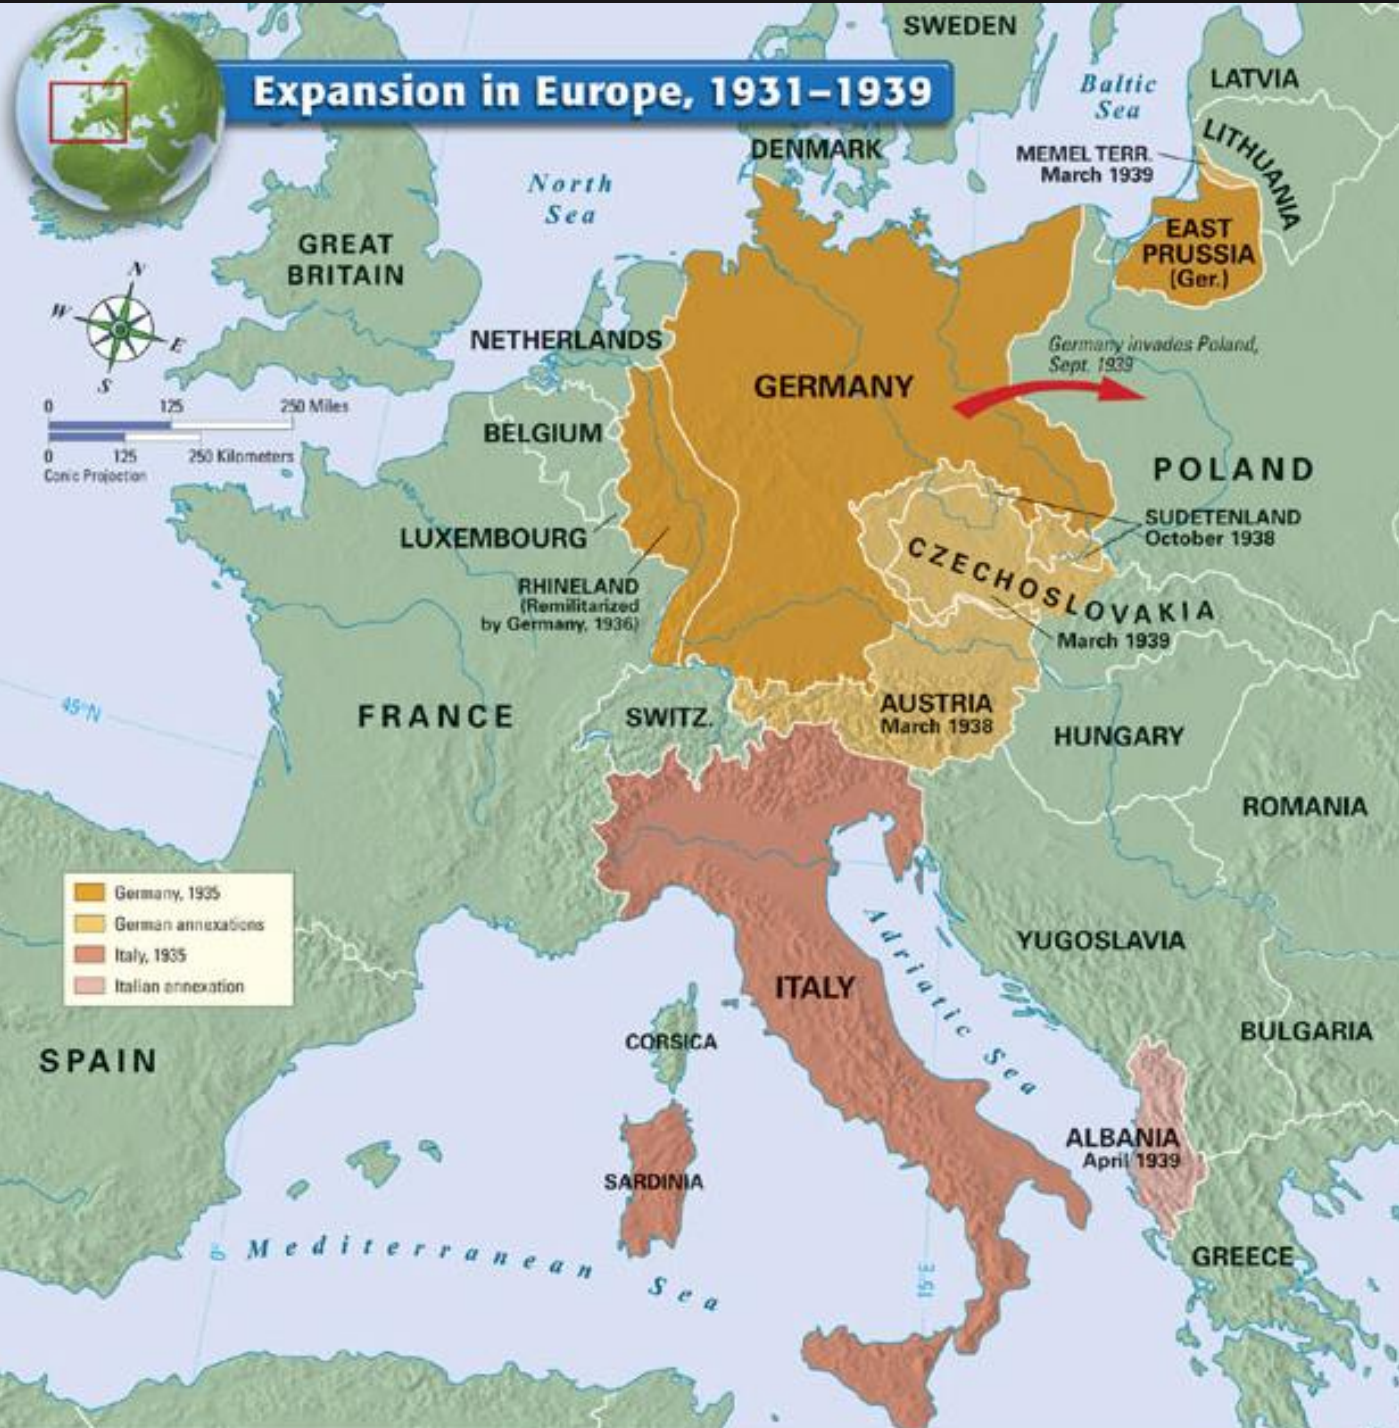 Expansion in Europe, 1931–1939
SWEDEN
Baltic
Sea
LATVIA
LITHUANIA
DENMARK
MEMEL TERR.
March 1939
North
Sea
EAST
PRUSSIA
(Ger.)
GREAT
BRITAIN
N
W
E
S
NETHERLANDS
Germany invades Poland,
Sept. 1939
GERMANY
0 125 250 Miles
0 125 250 Kilometers
Conic Projection
BELGIUM
POLAND
LUXEMBOURG
SUDETENLAND
October 1938
CZECHOSLOVAKIA
March 1939
RHINELAND
(Remilitarized
by Germany, 1936)
45°N
FRANCE
SWITZ.
AUSTRIA
March 1938
HUNGARY
ROMANIA
Germany, 1935
German annexations
Italy, 1935
Italian annexation
Adriatic Sea
YUGOSLAVIA
ITALY
BULGARIA
CORSICA
SPAIN
ALBANIA
April 1939
SARDINIA
Mediterranean Sea
0°
15°E
GREECE